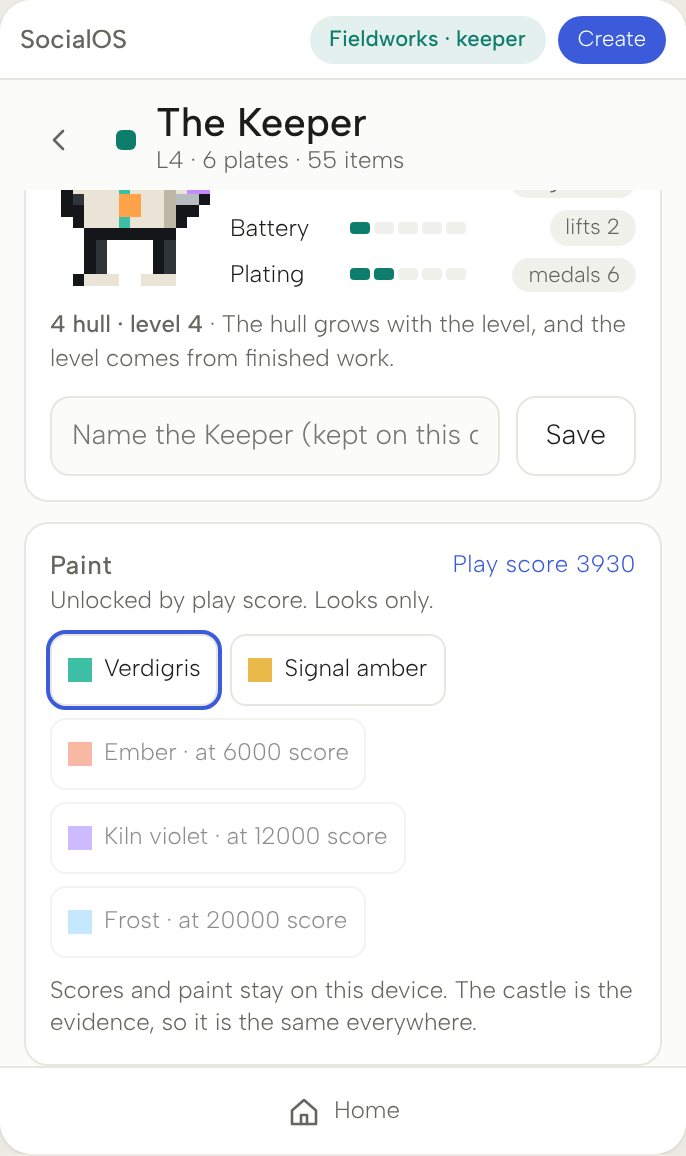 SocialOS
Fieldworks · keeper
Create
The Keeper
L4 · 6 plates · 55 items
Battery
lifts 2
Plating
medals 6
4 hull · level 4 · The hull grows with the level, and the
level comes from finished work.
Name the Keeper (kept on this
Save
Paint
Play score 3930
Unlocked by play score. Looks only.
Verdigris
Signal amber
Ember · at 6000 score
Kiln violet · at 12000 score
Frost · at 20000 score
Scores and paint stay on this device. The castle is the
evidence, so it is the same everywhere.
Home